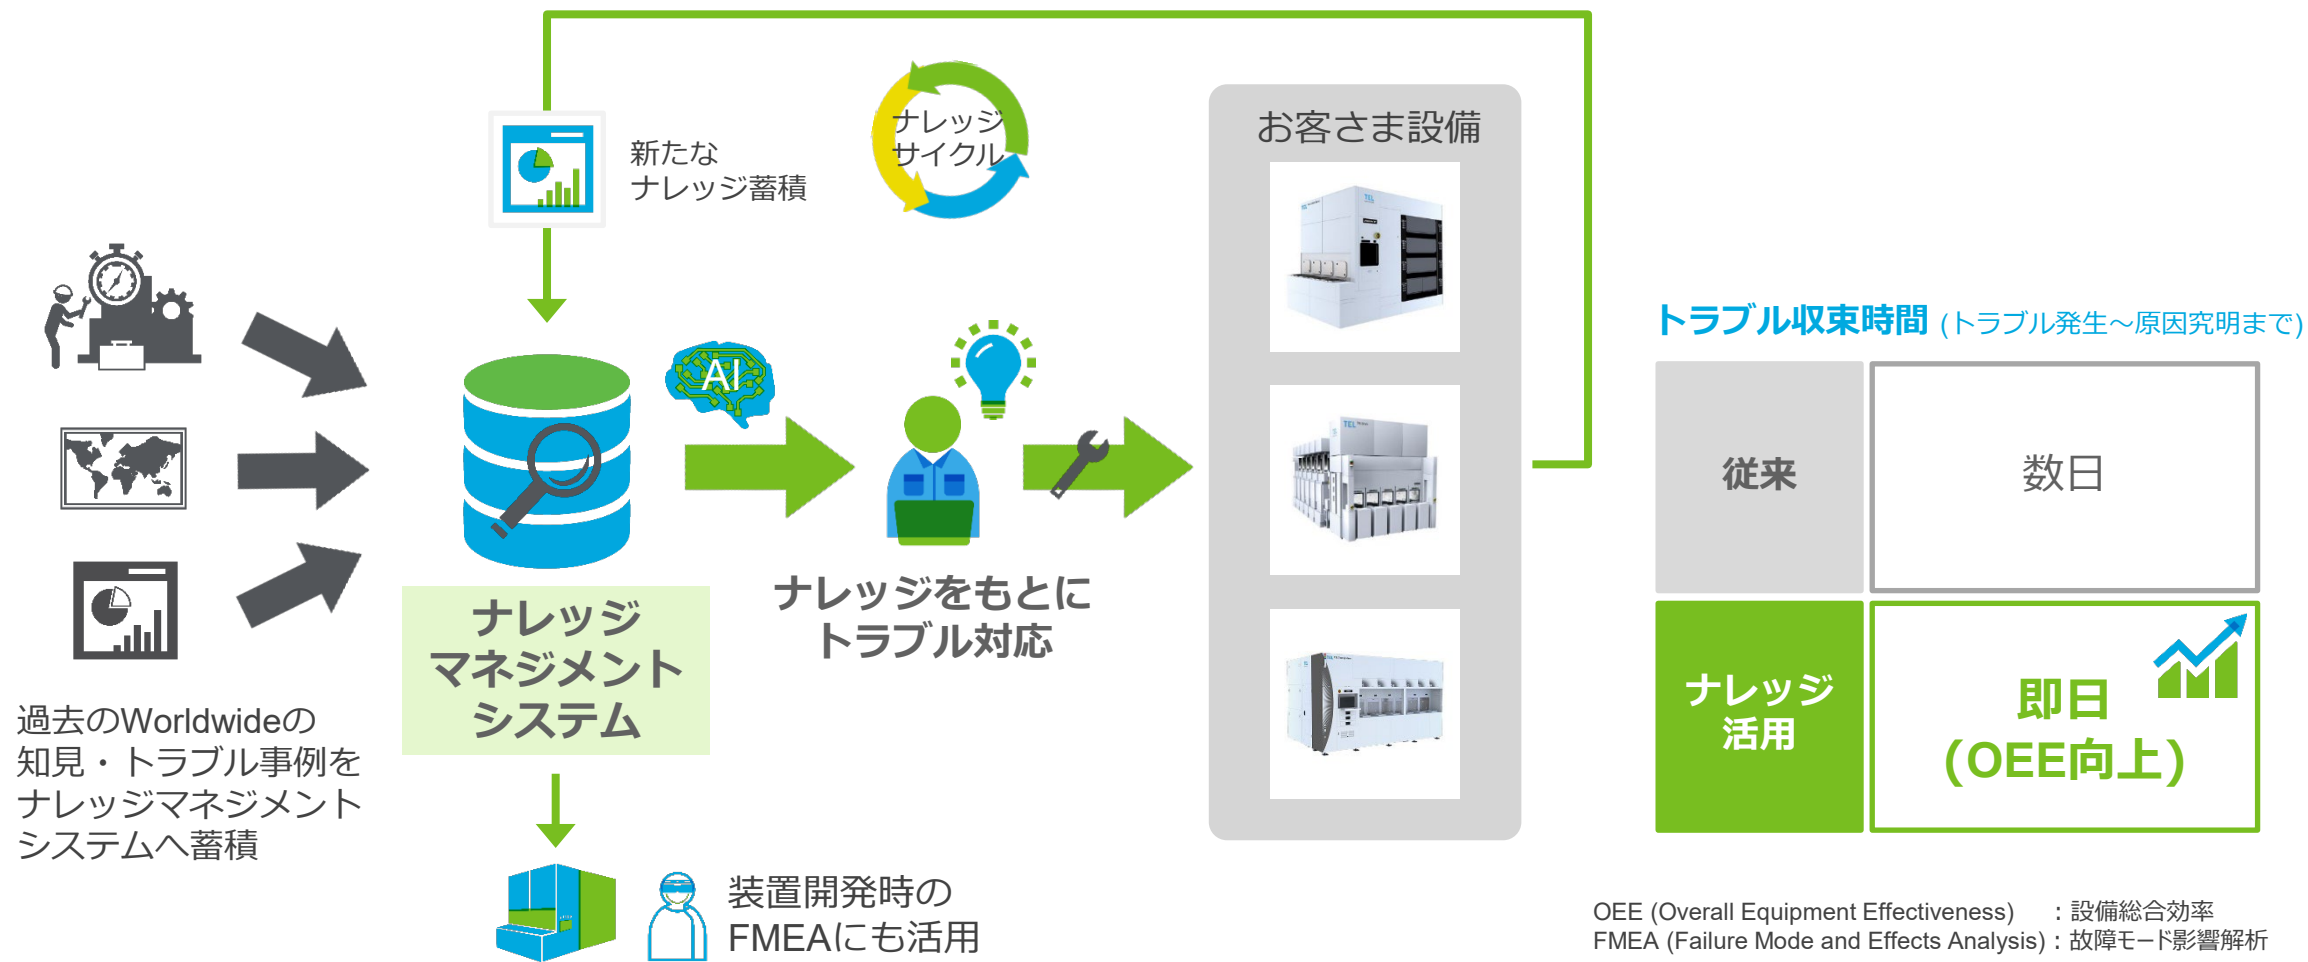 新たな
ナレッジ蓄積
ナレッジ
サイクル
お客さま設備
TEL
TEL
AI
ナレッジ
マネジメント
システム
ナレッジをもとに
トラブル対応
過去のWorldwideの
知見・トラブル事例を
ナレッジマネジメント
システムへ蓄積
装置開発時の
FMEAにも活用
トラブル収束時間 (トラブル発生～原因究明まで)
従来
数日
ナレッジ
活用
即日
(OEE向上)
OEE (Overall Equipment Effectiveness) ：設備総合効率
FMEA (Failure Mode and Effects Analysis)：故障モード影響解析